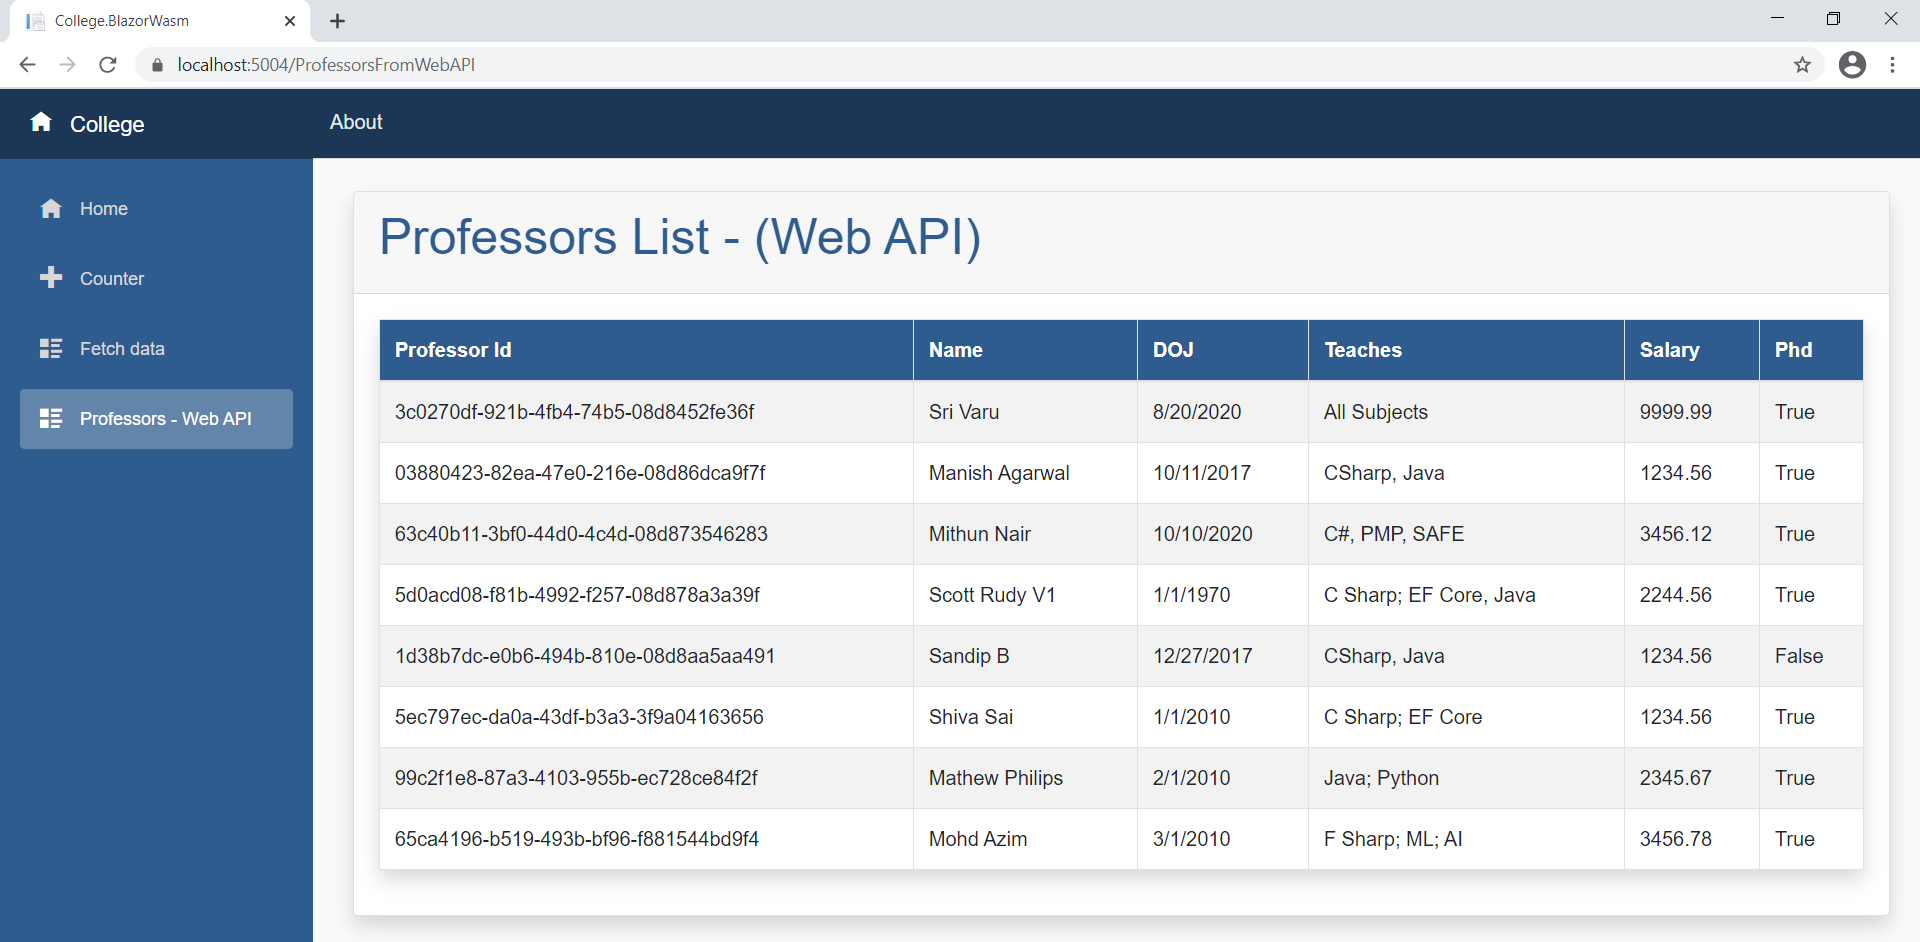 College.BlazorWasm
localhost:5004/ProfessorsFromWebAPI
College
About
Home
Counter
Fetch data
Professors - Web API
Professors List - (Web API)
Professor Id Name DOJ Teaches Salary Phd
3c0270df-921b-4fb4-74b5-08d8452fe36f Sri Varu 8/20/2020 All Subjects 9999.99 True
03880423-82ea-47e0-216e-08d86dca9f7f Manish Agarwal 10/11/2017 CSharp, Java 1234.56 True
63c40b11-3bf0-44d0-4c4d-08d873546283 Mithun Nair 10/10/2020 C#, PMP, SAFE 3456.12 True
5d0acd08-f81b-4992-f257-08d878a3a39f Scott Rudy V1 1/1/1970 C Sharp; EF Core, Java 2244.56 True
1d38b7dc-e0b6-494b-810e-08d8aa5aa491 Sandip B 12/27/2017 CSharp, Java 1234.56 False
5ec797ec-da0a-43df-b3a3-3f9a04163656 Shiva Sai 1/1/2010 C Sharp; EF Core 1234.56 True
99c2f1e8-87a3-4103-955b-ec728ce84f2f Mathew Philips 2/1/2010 Java; Python 2345.67 True
65ca4196-b519-493b-bf96-f881544bd9f4 Mohd Azim 3/1/2010 F Sharp; ML; AI 3456.78 True